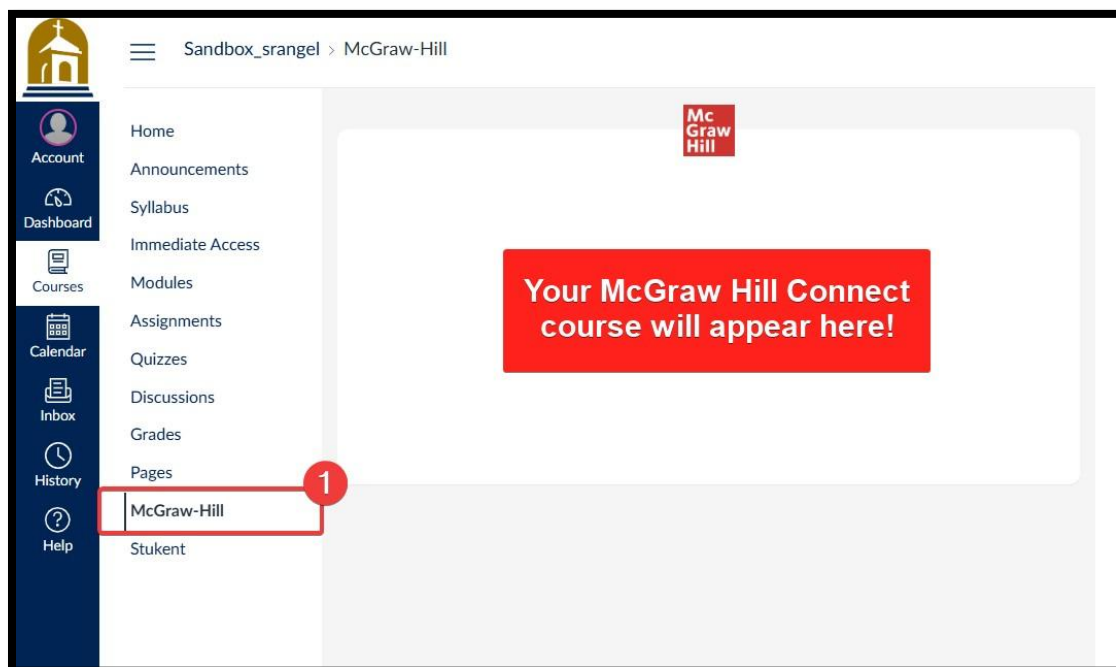 Sandbox_srangel > McGraw-Hill
Account
Dashboard
Courses
Calendar
Inbox
History
Help
Home
Announcements
Syllabus
Immediate Access
Modules
Assignments
Quizzes
Discussions
Grades
Pages
1
McGraw-Hill
Stukent
Mc
Graw
Hill
Your McGraw Hill Connect
course will appear here!